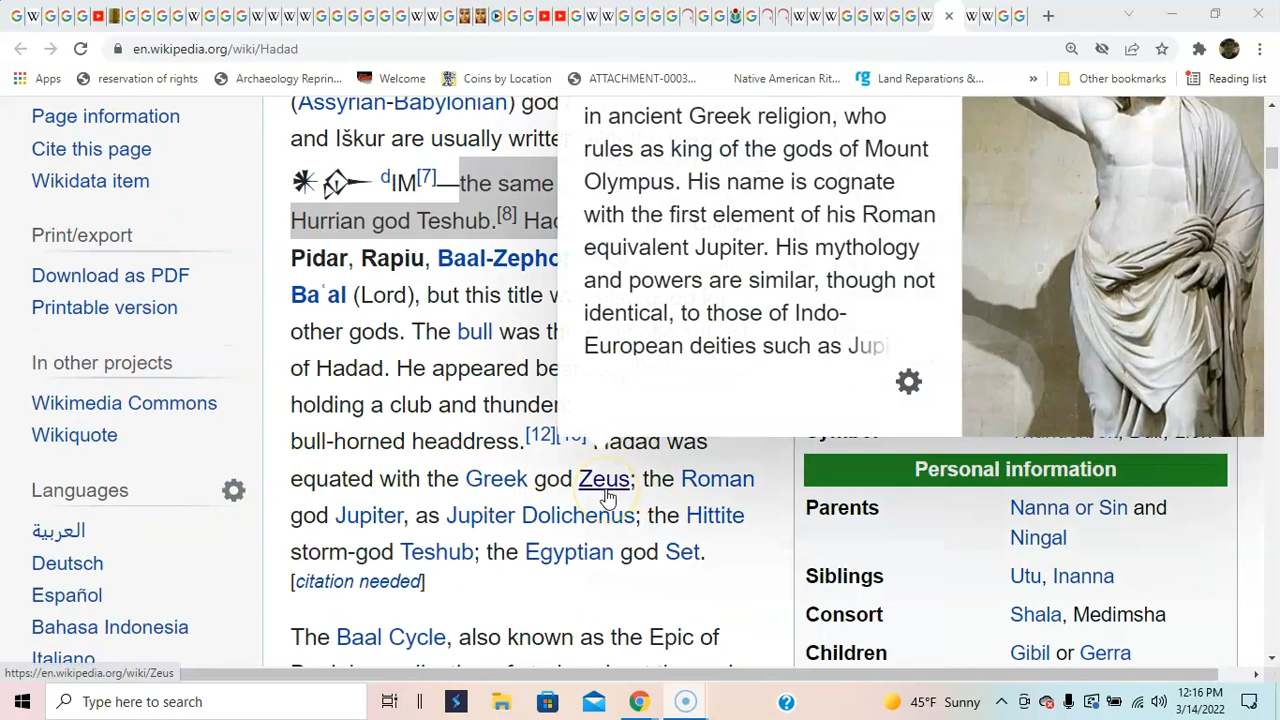 en.wikipedia.org/wiki/Hadad
Apps
reservation of rights
Archaeology Reprin...
Welcome
Coins by Location
ATTACHMENT-0003...
Native American Rit...
Land Reparations &...
»
Other bookmarks
Reading list
Page information
Cite this page
Wikidata item
Print/export
Download as PDF
Printable version
In other projects
Wikimedia Commons
Wikiquote
Languages
العربية
Deutsch
Español
Bahasa Indonesia
Italiano
(Assyrian-Babylonian) god
and Iškur are usually written
dIM[7]—the same
Hurrian god Teshub.[8] Had
Pidar, Rapiu, Baal-Zepho
Baʿal (Lord), but this title
other gods. The bull was th
of Hadad. He appeared be
holding a club and thunder
bull-horned headdress.[12] Hadad was
equated with the Greek god Zeus; the Roman
god Jupiter, as Jupiter Dolichenus; the Hittite
storm-god Teshub; the Egyptian god Set.
[citation needed]
The Baal Cycle, also known as the Epic of
in ancient Greek religion, who
rules as king of the gods of Mount
Olympus. His name is cognate
with the first element of his Roman
equivalent Jupiter. His mythology
and powers are similar, though not
identical, to those of Indo-
European deities such as Jupi
Personal information
Parents Nanna or Sin and
Ningal
Siblings Utu, Inanna
Consort Shala, Medimsha
Children Gibil or Gerra
https://en.wikipedia.org/wiki/Zeus
Type here to search
45°F Sunny
12:16 PM
3/14/2022